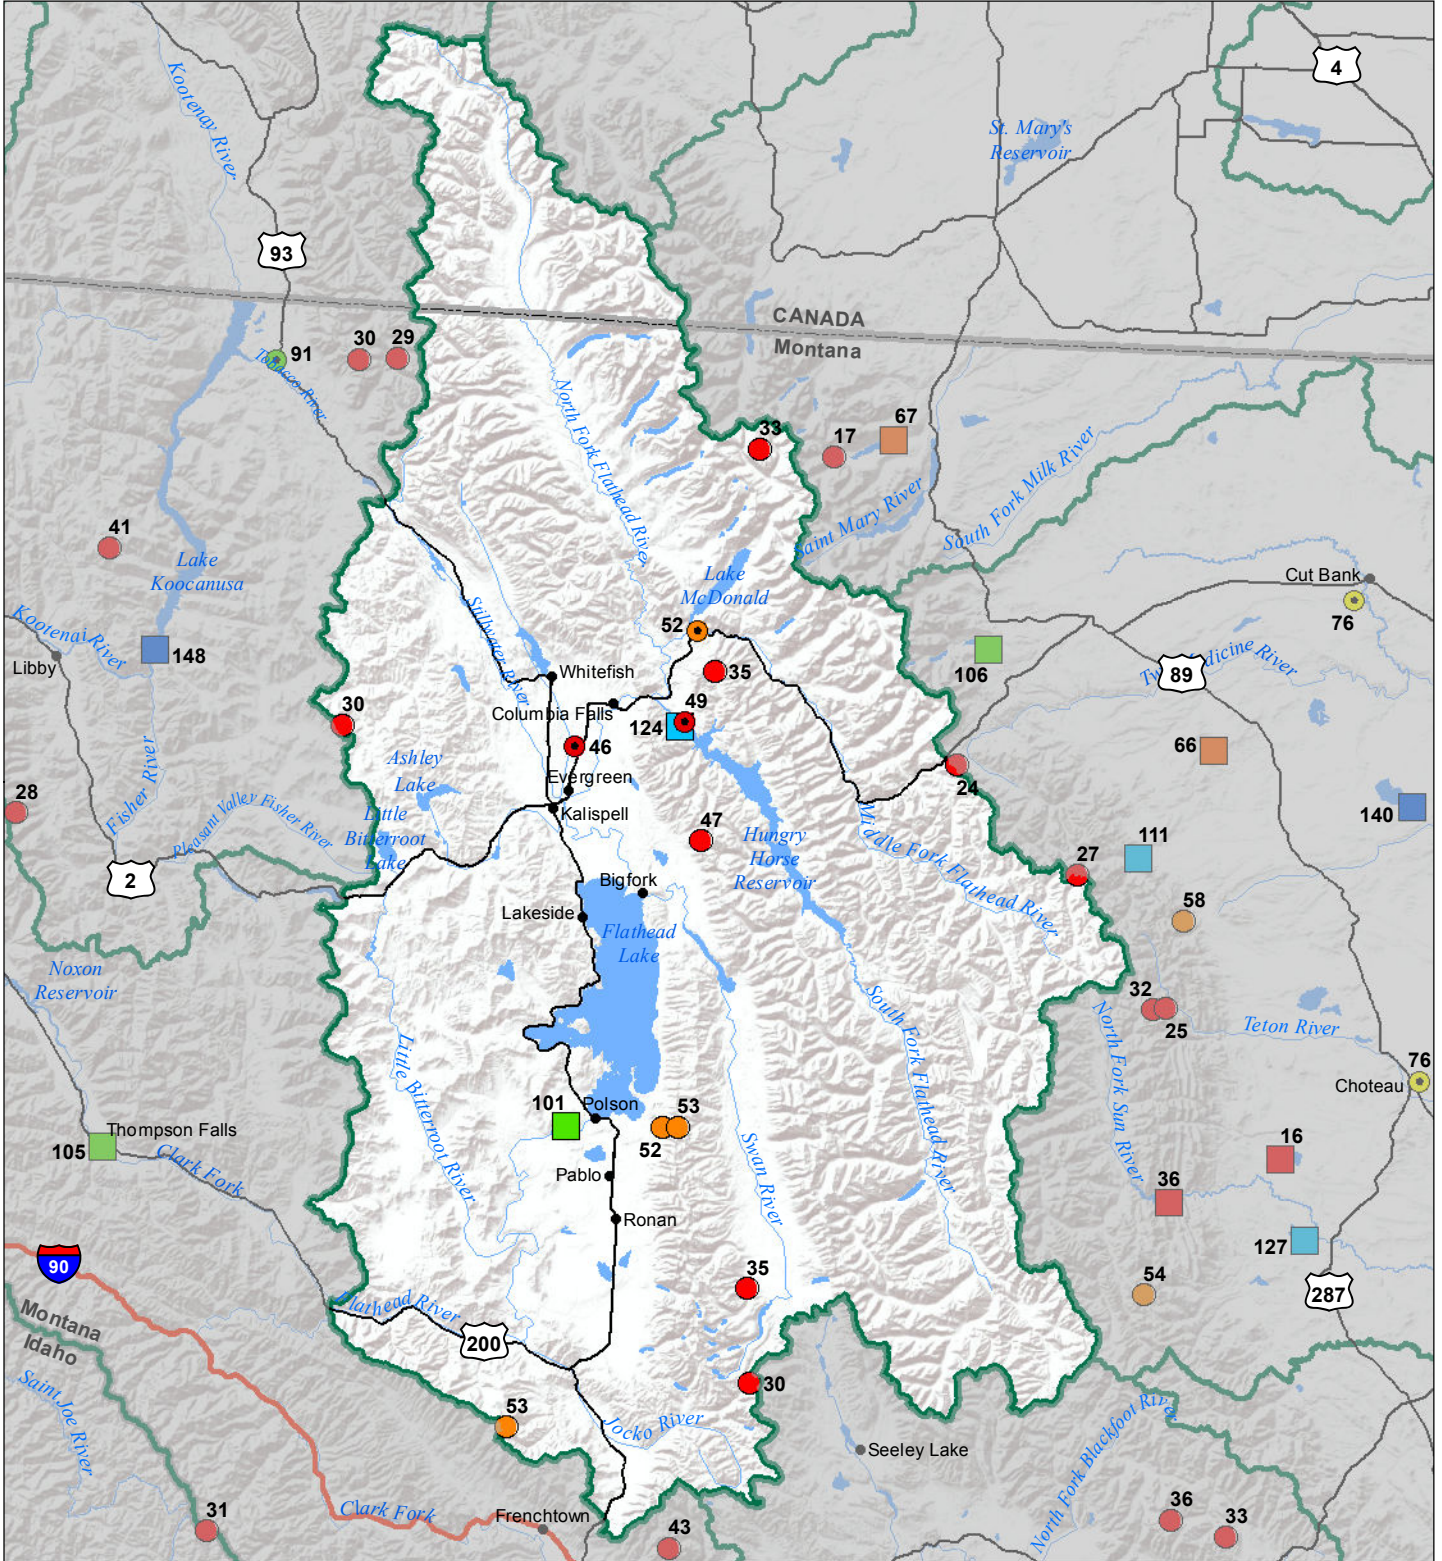 4
Kootenay River
St. Mary's
Reservoir
93
CANADA
Montana
91
30
29
Tobacco River
North Fork Flathead River
33
17
67
Saint Mary River
South Fork Milk River
41
Lake
Koocanusa
Lake
McDonald
Cut Bank
76
Kootenai River
Libby
148
Stillwater River
52
35
106
Two Medicine River
89
Whitefish
Columbia Falls
49
124
30
46
66
Ashley
Lake
Evergreen
24
28
Fisher River
Pleasant Valley Fisher River
Little
Bitterroot
Lake
Kalispell
47
Hungry
Horse
Reservoir
Middle Fork Flathead River
140
111
27
2
Bigfork
58
Lakeside
Flathead
Lake
Noxon
Reservoir
32
25
North Fork Sun River
Teton River
South Fork Flathead River
Little Bitterroot River
76
Choteau
101
Polson
53
52
Thompson Falls
105
Clark Fork
Swan River
16
Pablo
36
Ronan
127
90
35
54
287
Montana
Idaho
Flathead River
200
Saint Joe River
30
53
Jocko River
Seeley Lake
North Fork Blackfoot River
31
Clark Fork
Frenchtown
43
36
33